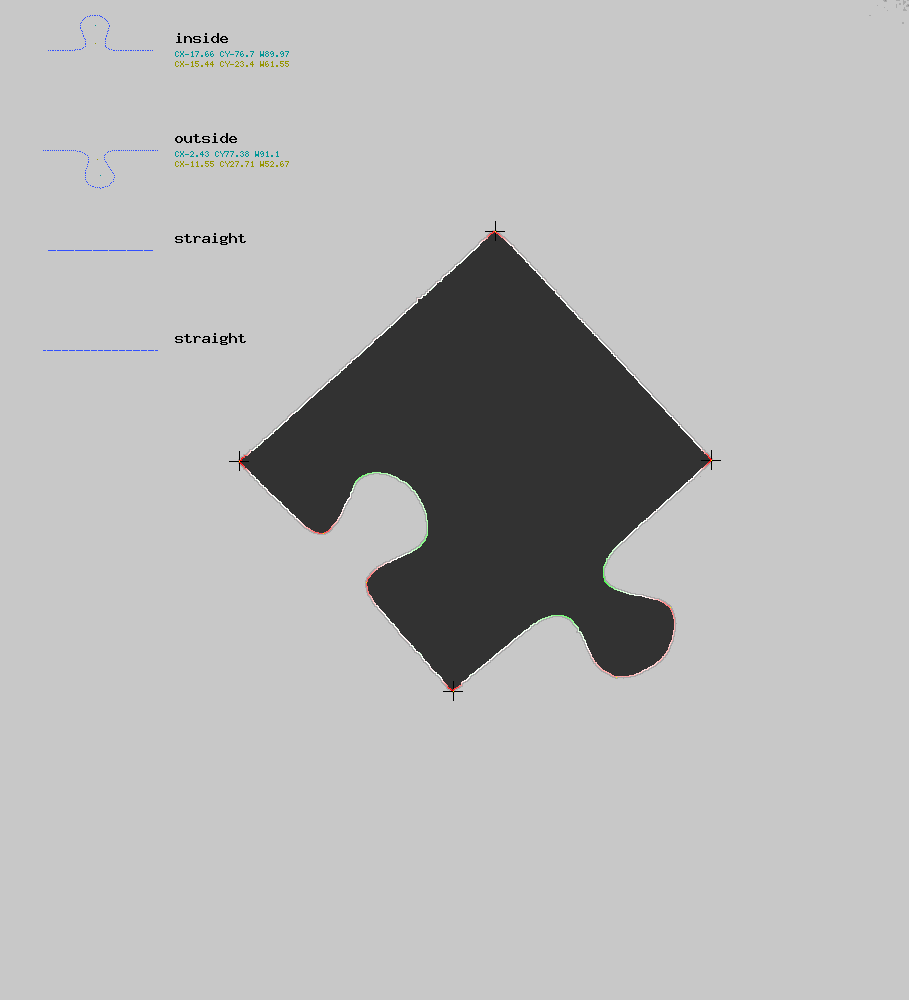 inside
CX-17.66 CY-76.7 W89.97
CX-15.44 CY-23.4 W61.55
outside
CX-2.43 CY77.38 W91.1
CX-11.55 CY27.71 W52.67
straight
straight